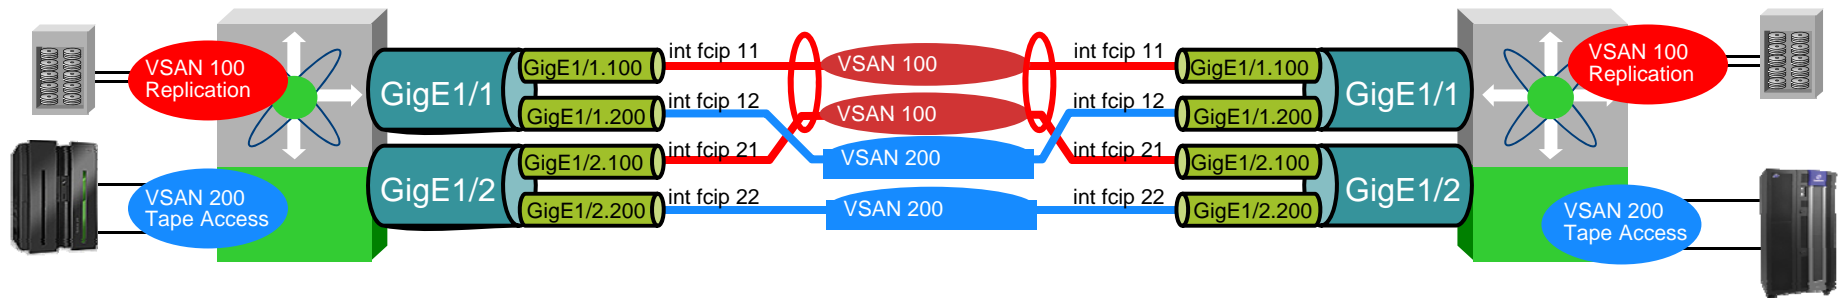 VSAN 100
Replication
VSAN 200
Tape Access
GigE1/1
GigE1/1.100
GigE1/1.200
GigE1/2
GigE1/2.100
GigE1/2.200
int fcip 11
int fcip 12
int fcip 21
int fcip 22
VSAN 100
VSAN 100
VSAN 200
VSAN 200
int fcip 11
int fcip 12
int fcip 21
int fcip 22
GigE1/1.100
GigE1/1.200
GigE1/1
GigE1/2.100
GigE1/2.200
GigE1/2
VSAN 100
Replication
VSAN 200
Tape Access